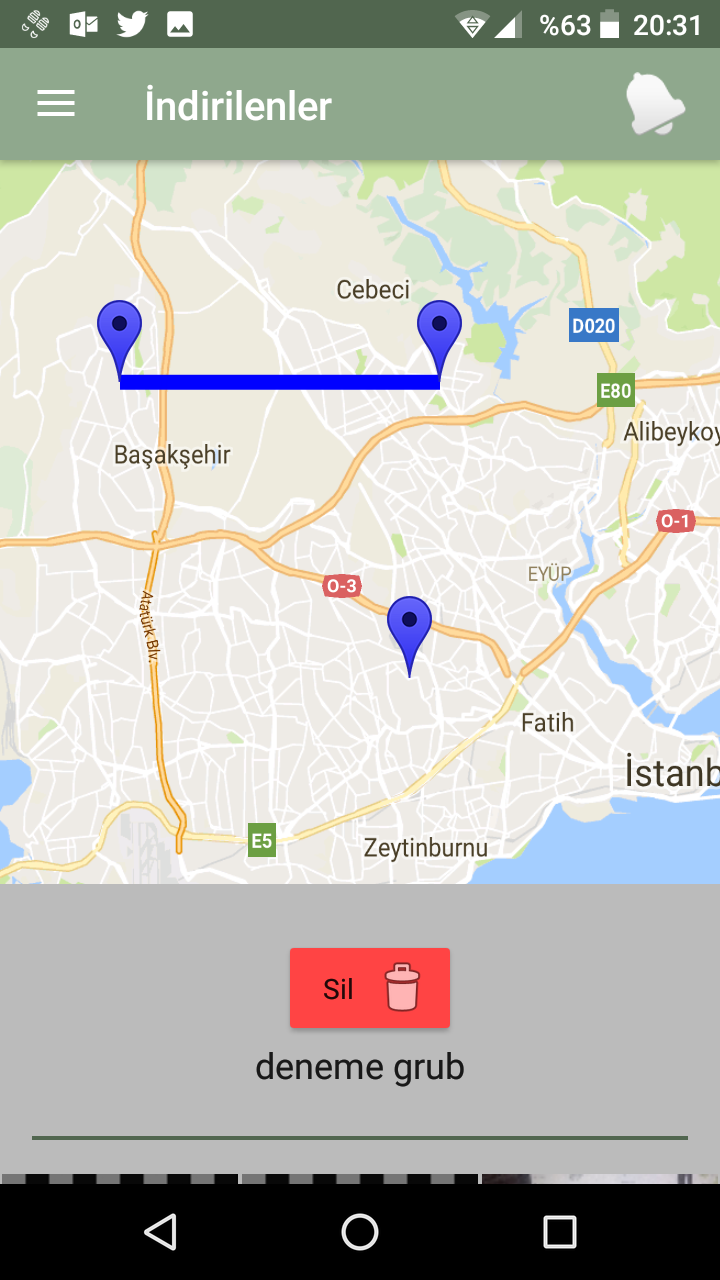 %63 20:31
İndirilenler
Cebeci
D020
E80
Başakşehir
Alibeykoy
O-1
EYÜP
O-3
Atatürk Blv.
Fatih
İstanb
E5
Zeytinburnu
Sil
deneme grub